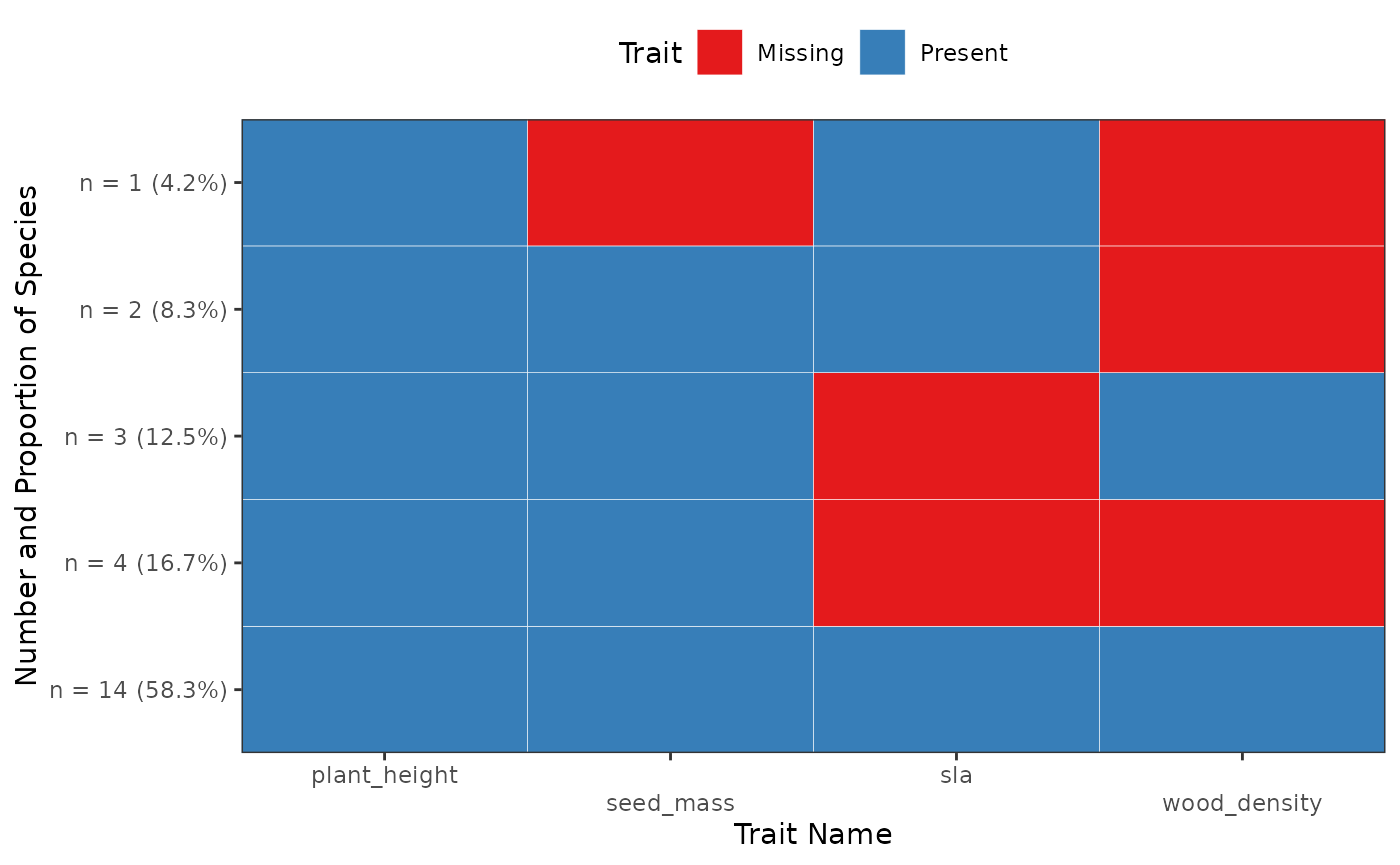 Trait Missing Present
Number and Proportion of Species
n = 1 (4.2%)
n = 2 (8.3%)
n = 3 (12.5%)
n = 4 (16.7%)
n = 14 (58.3%)
plant_height
seed_mass
sla
wood_density
Trait Name